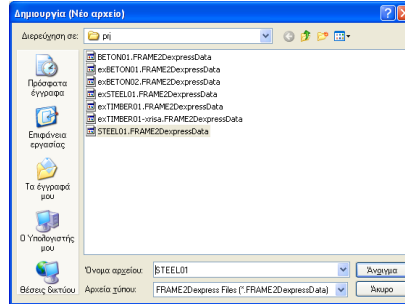 Δημιουργία (Νέο αρχείο)
Διερεύνηση σε:
prj
BETON01.FRAME2DexpressData
exBETON01.FRAME2DexpressData
exBETON02.FRAME2DexpressData
exSTEEL01.FRAME2DexpressData
exTIMBER01.FRAME2DexpressData
exTIMBER01-xrisa.FRAME2DexpressData
STEEL01.FRAME2DexpressData
Πρόσφατα
έγγραφα
Επιφάνεια
εργασίας
Τα έγγραφά
μου
Ο Υπολογιστής
μου
Θέσεις δικτύου
Όνομα αρχείου:
STEEL01
Άνοιγμα
Αρχεία τύπου:
FRAME2Dexpress Files (*.FRAME2DexpressData)
Άκυρο